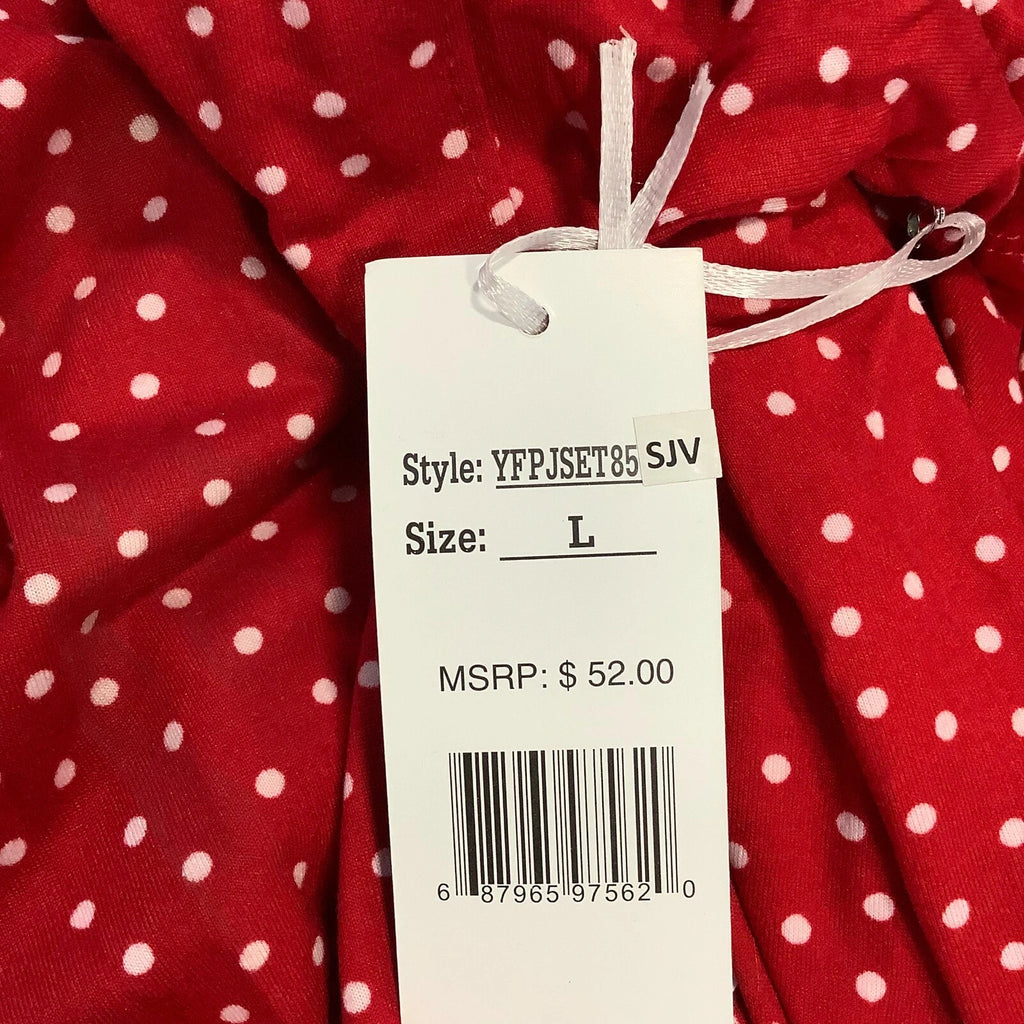 Style: YFPJSET85 SJV
Size: L
MSRP: $ 52.00
6 87965 97562 0